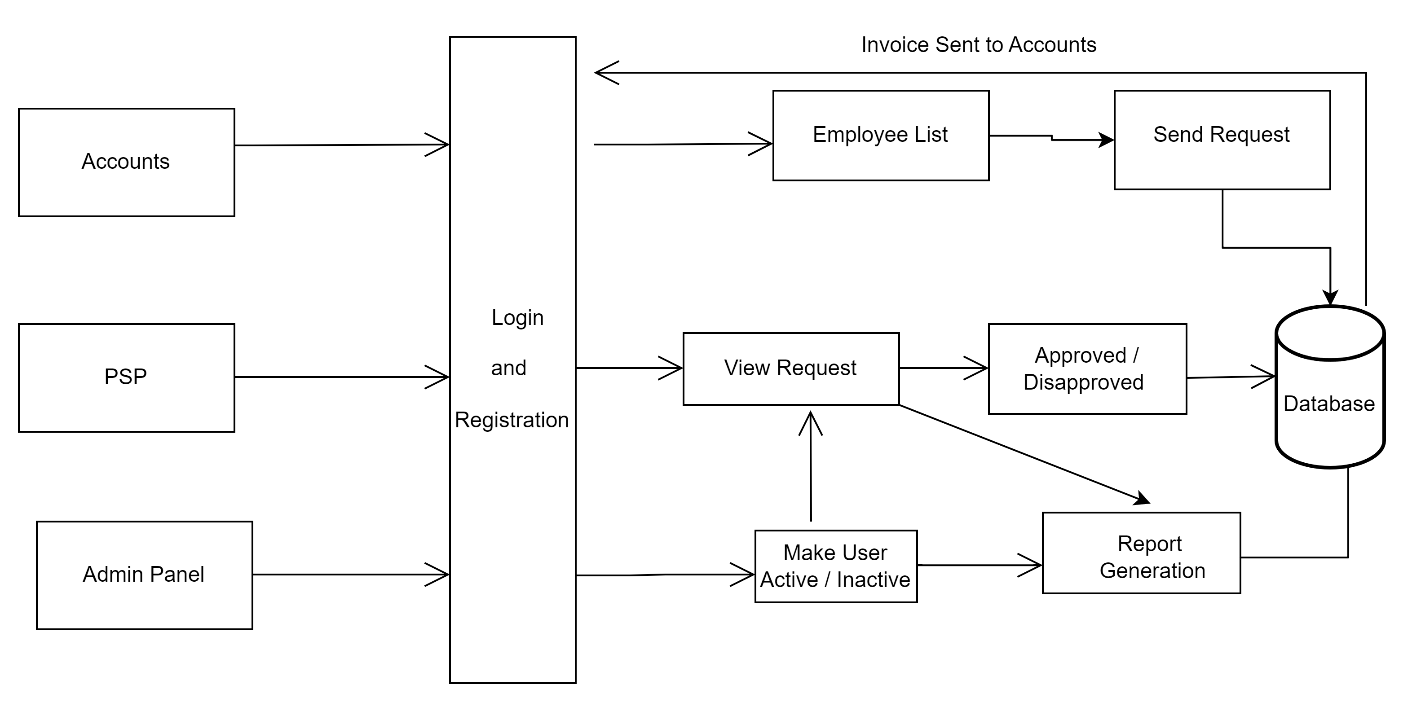 Invoice Sent to Accounts
Accounts
Employee List
Send Request
Login
and
Registration
PSP
View Request
Approved /
Disapproved
Database
Admin Panel
Make User
Active / Inactive
Report
Generation